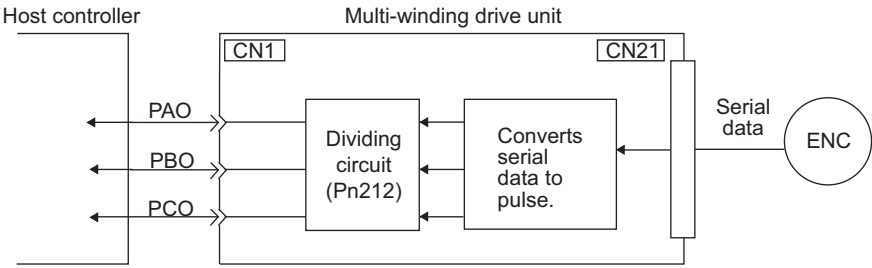 Host controller
Multi-winding drive unit
CN1
CN21
PAO
PBO
PCO
Dividing
circuit
(Pn212)
Converts
serial
data to
pulse.
Serial
data
ENC